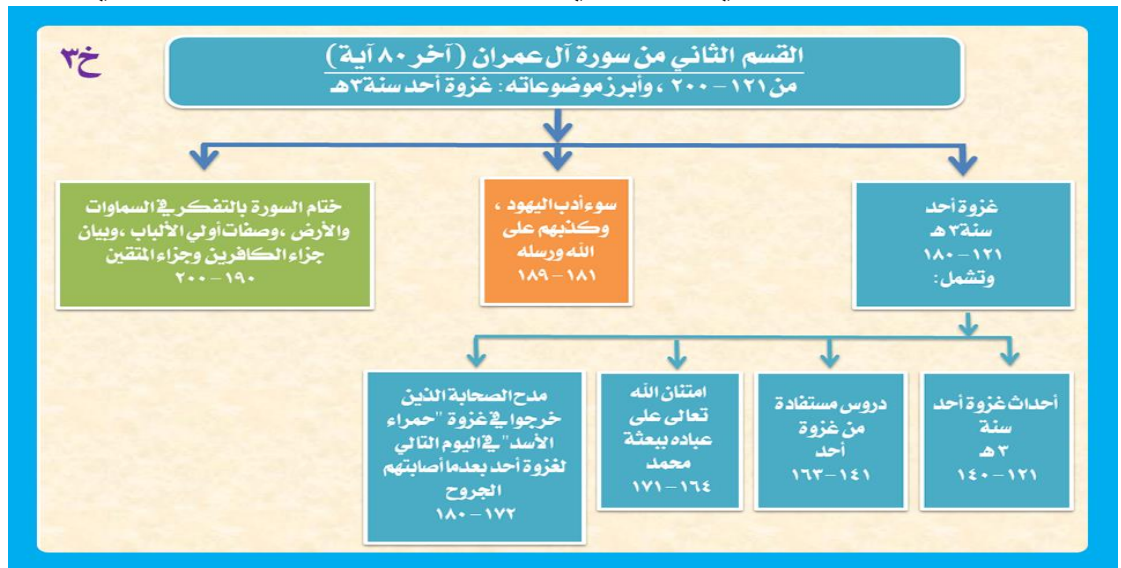 خ٣
القسم الثاني من سورة آل عمران (آخر ٨٠ آية)
من ١٢١ – ٢٠٠ ، وأبرز موضوعاته: غزوة أحد سنة ٣هـ
غزوة أحد
سنة ٣ هـ
١٢١ – ١٨٠
وتشمل:
سوء أدب اليهود ،
وكذبهم على
الله ورسله
١٨١ – ١٨٩
ختام السورة بالتفكر في السماوات
والأرض ،وصفات أولي الألباب ،وبيان
جزاء الكافرين وجزاء المتقين
١٩٠ – ٢٠٠
أحداث غزوة أحد
سنة
٣ هـ
١٢١ – ١٤٠
دروس مستفادة
من غزوة
أحد
١٤١ – ١٦٣
امتنان الله
تعالى على
عباده ببعثة
محمد
١٦٤ – ١٧١
مدح الصحابة الذين
خرجوا في غزوة "حمراء
الأسد" في اليوم التالي
لغزوة أحد بعدما أصابتهم
الجروح
١٧٢ – ١٨٠